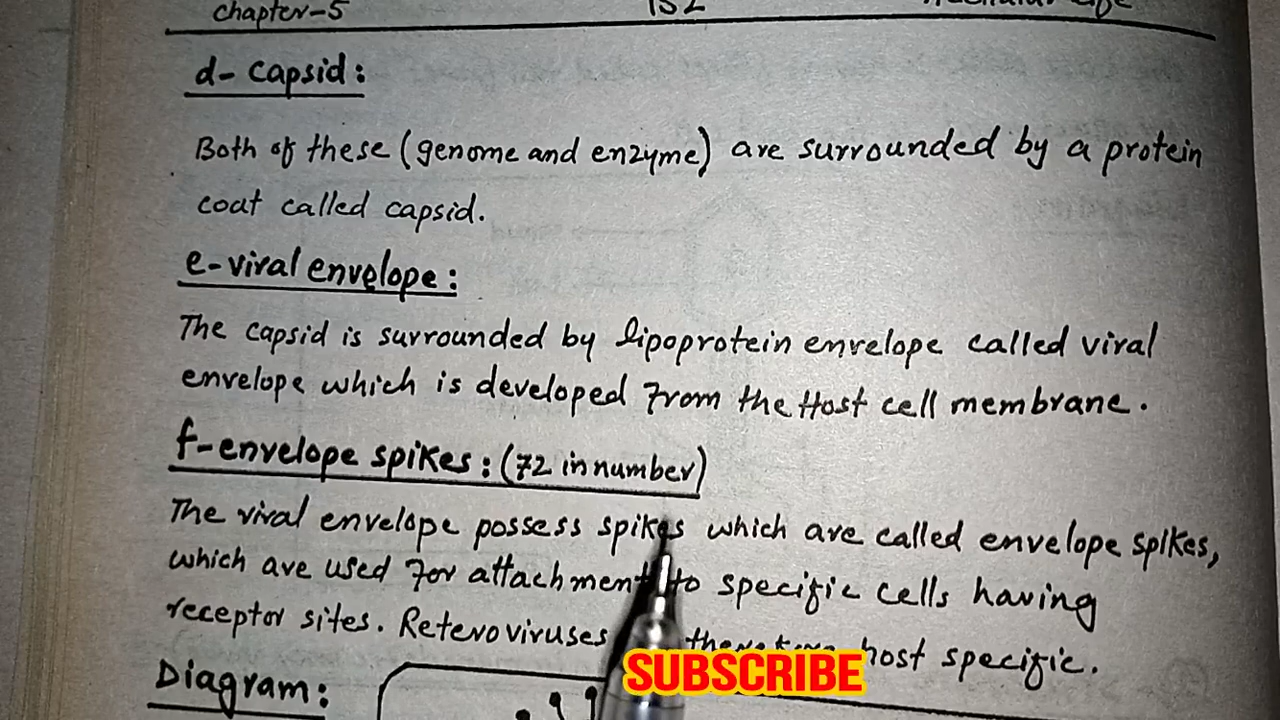 chapter-5 152
d- capsid:
Both of these (genome and enzyme) are surrounded by a protein
coat called capsid.
e-viral envelope:
The capsid is surrounded by lipoprotein envelope called viral
envelope which is developed from the Host cell membrane.
f-envelope spikes: (72 in number)
The viral envelope possess spikes which are called envelope spikes,
which are used for attachment to specific cells having
receptor sites. Reteroviruses therefore host specific.
SUBSCRIBE
Diagram: